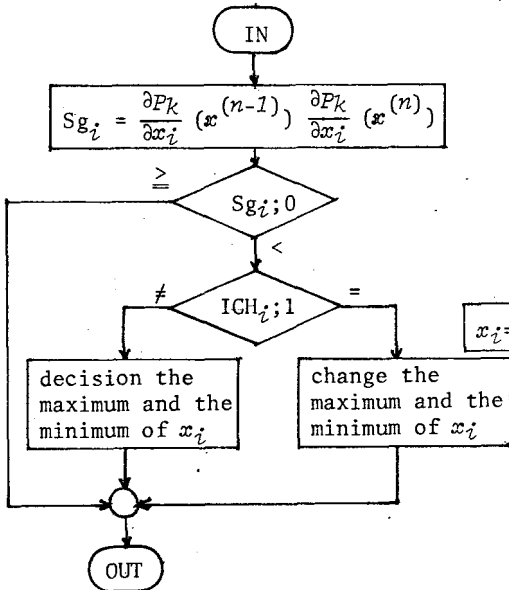 IN
Sg_i = ∂P_k/∂x_i (x^(n-1)) ∂P_k/∂x_i (x^(n))
≧
Sg_i;0
<
≠
IGH_i;1
=
x_i=
decision the
maximum and the
minimum of x_i
change the
maximum and the
minimum of x_i
OUT